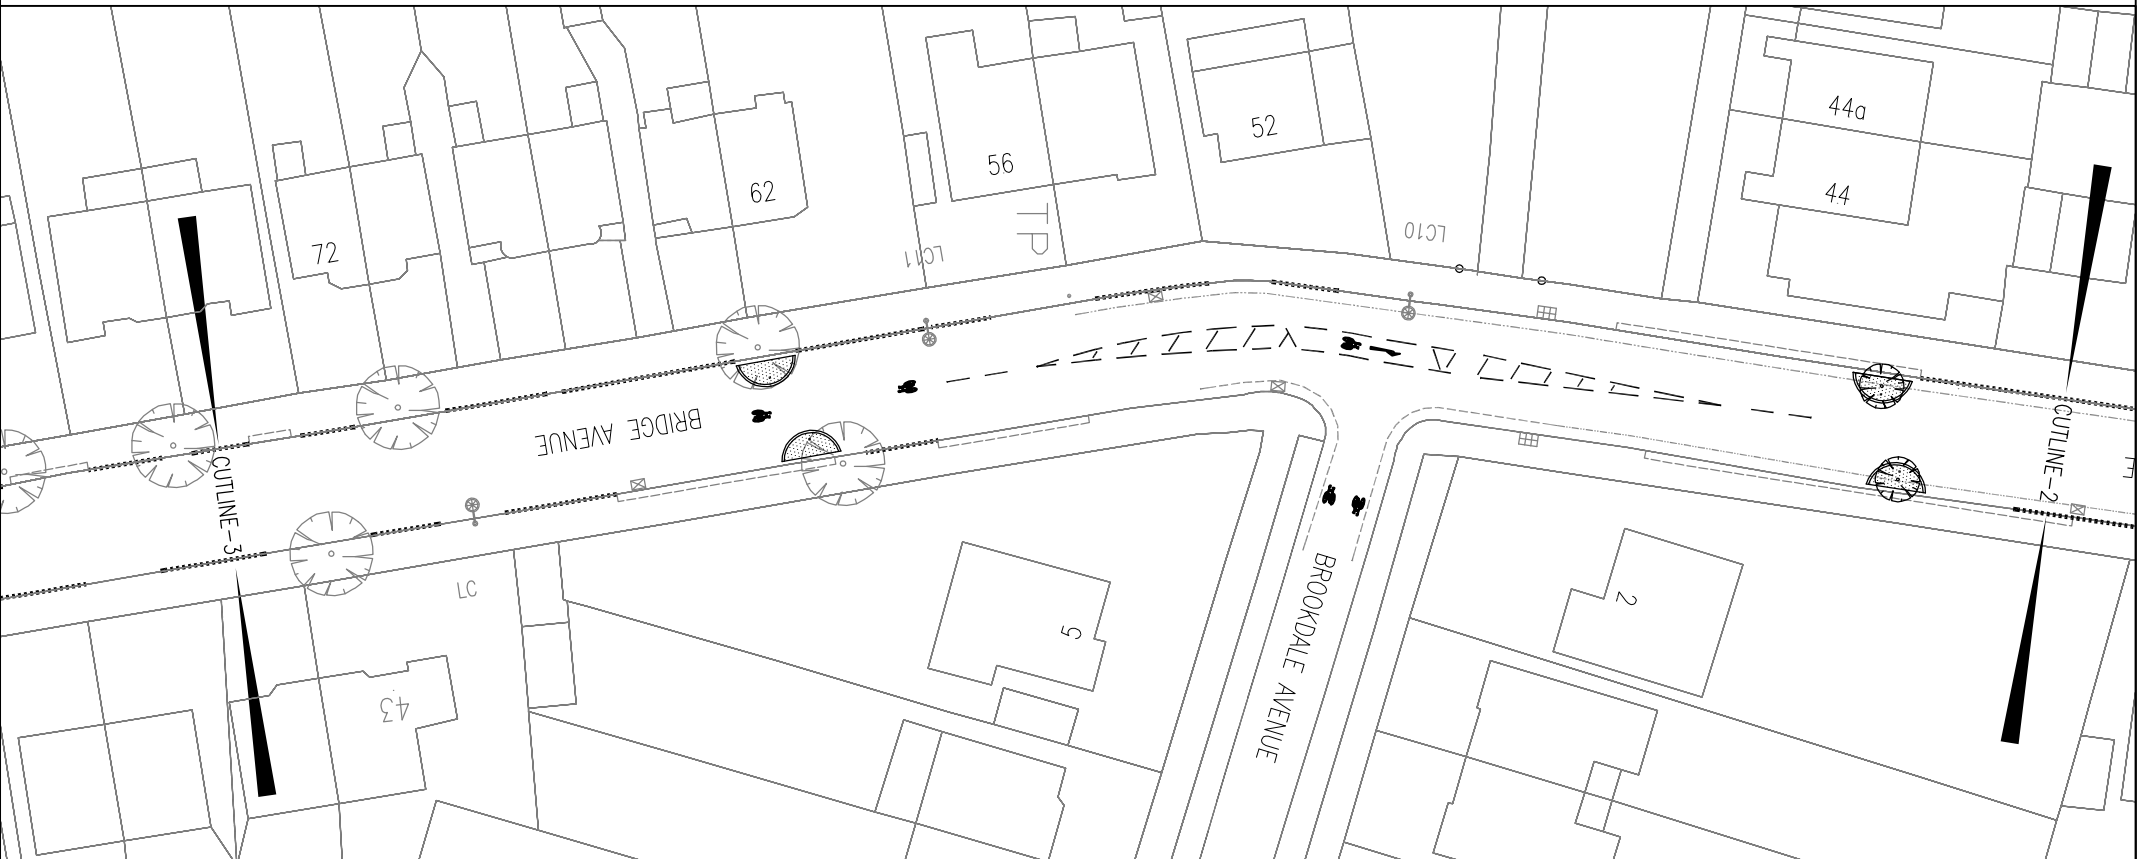 44a
52
56
44
62
TP
LC10
72
LC11
BRIDGE AVENUE
CUTLINE-2
CUTLINE-3
LC
BROOKDALE AVENUE
2
5
43